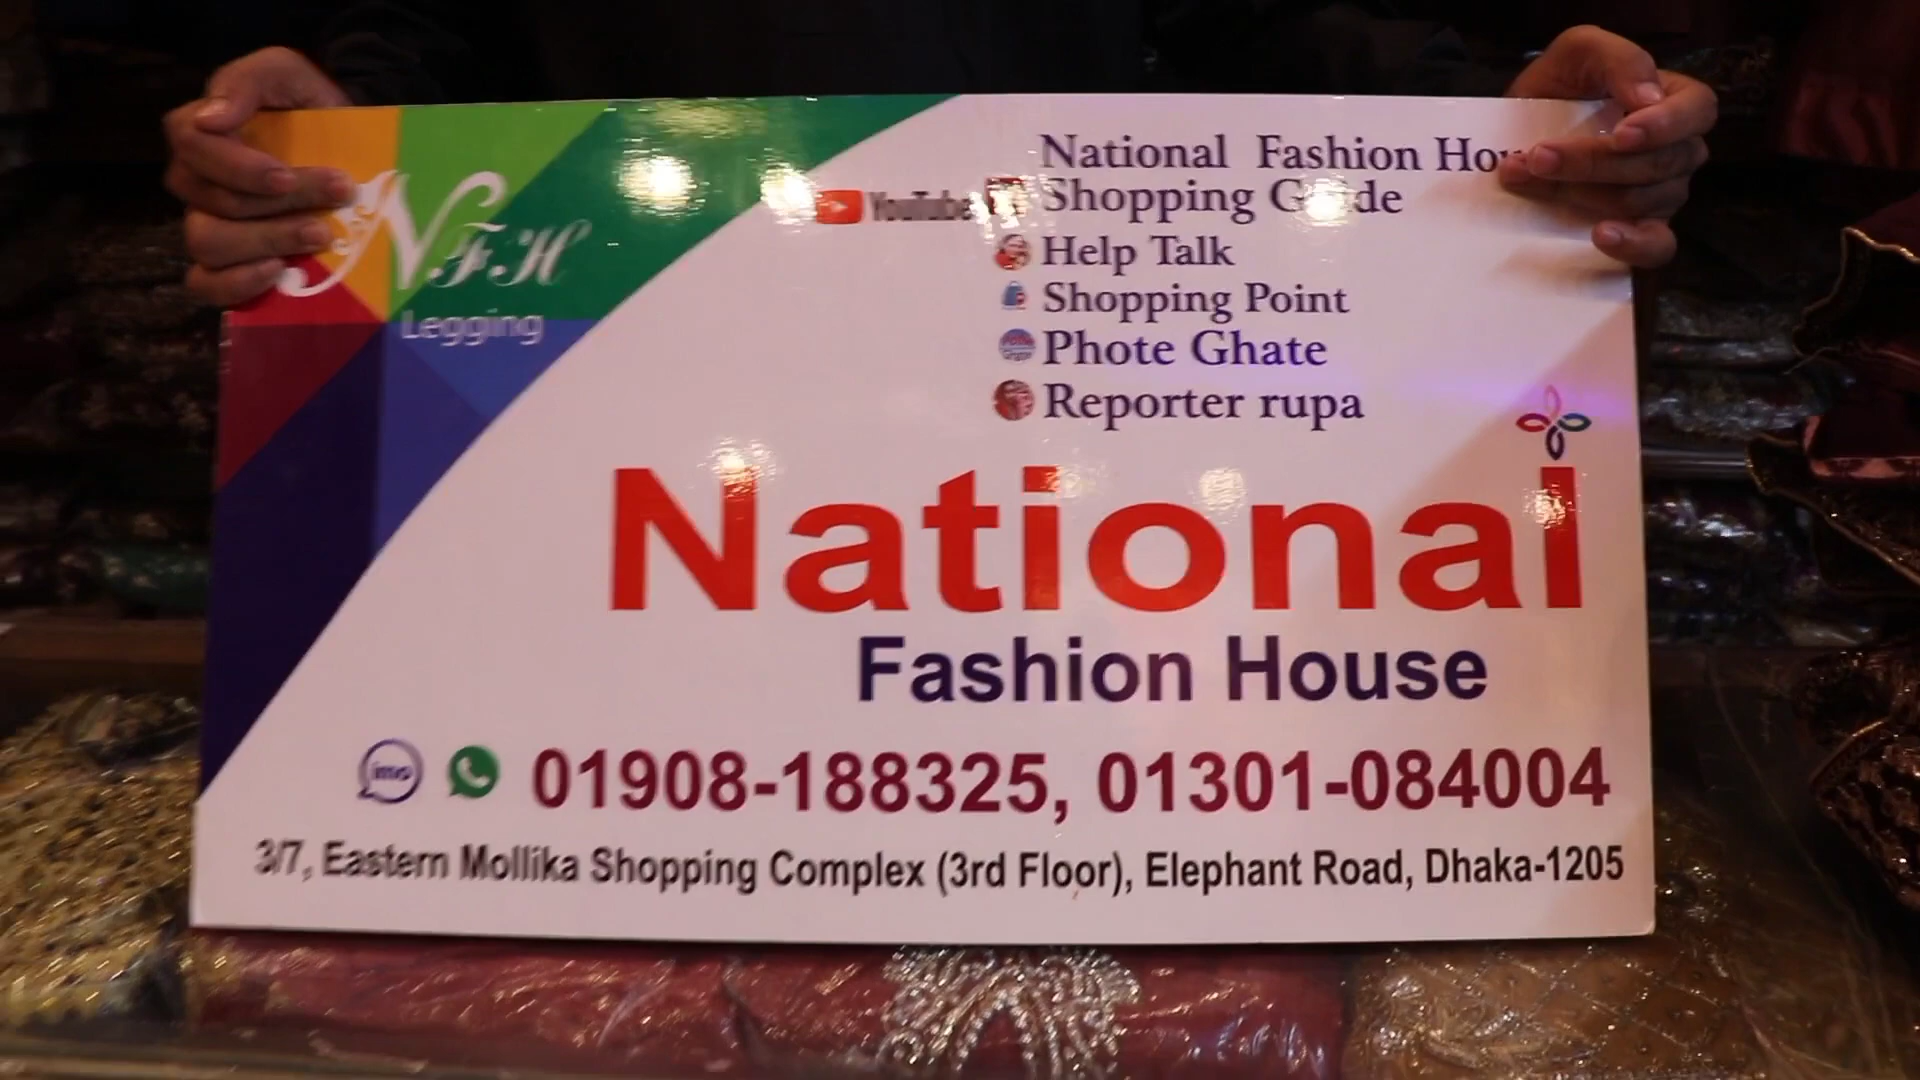 NFH
Legging
YouTube
National Fashion
Shopping
Help Talk
Shopping Point
Phote Ghate
Reporter rupa
National
Fashion House
imo 01908-188325, 01301-084004
3/7, Eastern Mollika Shopping Complex (3rd Floor), Elephant Road, Dhaka-1205